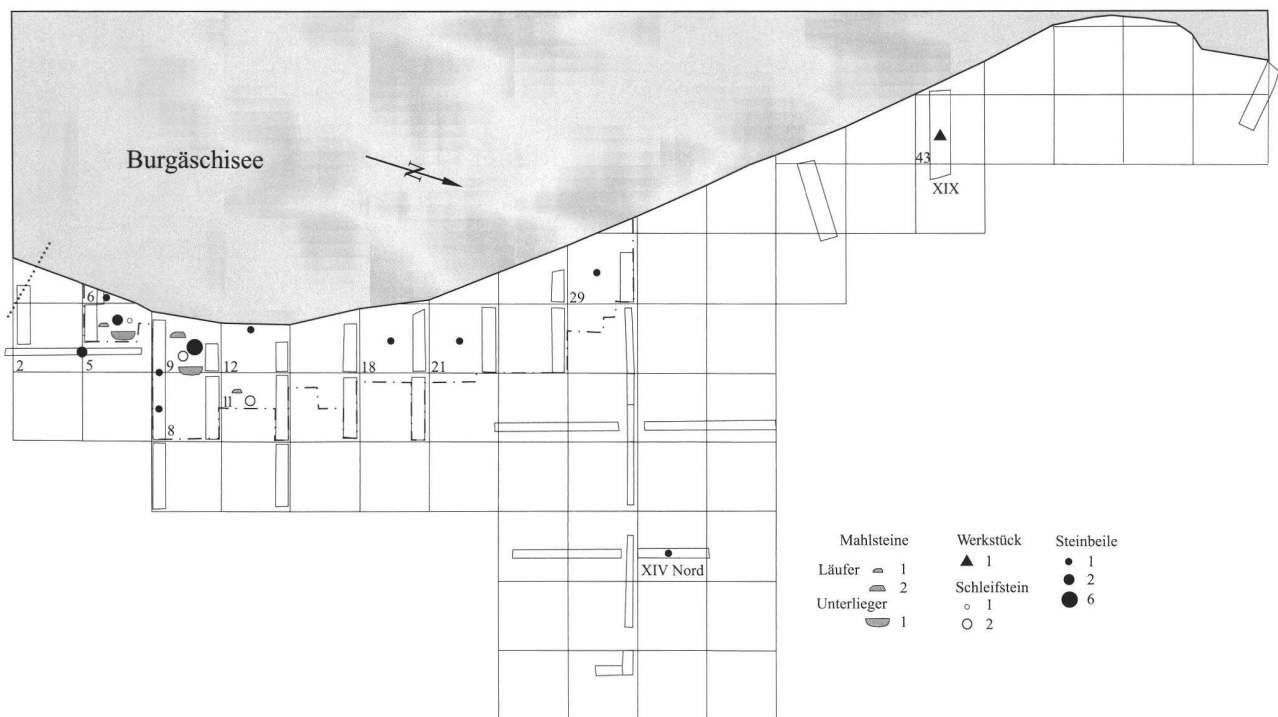 Burgäschisee
N
43
XIX
6
29
2
5
9
12
18
21
11
8
XIV Nord
Mahlsteine
Werkstück
Steinbeile
Läufer
1
1
1
2
Schleifstein
2
Unterlieger
1
1
6
2